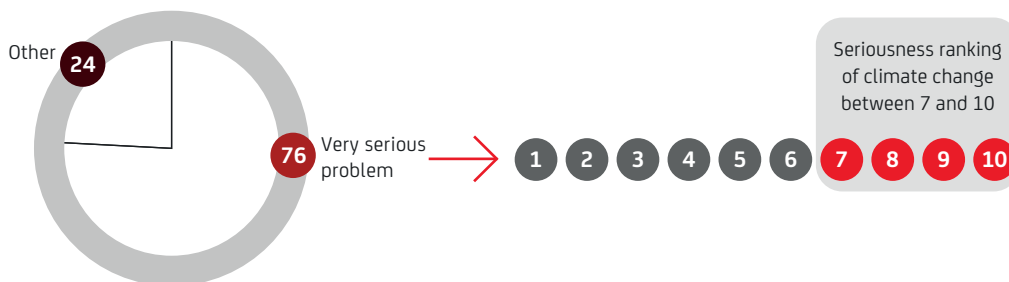 Other
24
76
Very serious
problem
1 2 3 4 5 6 7 8 9 10
Seriousness ranking
of climate change
between 7 and 10